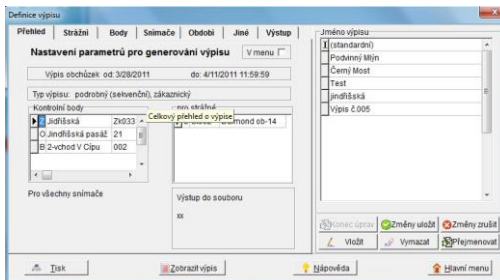 Definice výpisu
Přehled Strážní Body Snímače Období Jiné Výstup
Nastavení parametrů pro generování výpisu V menu
Výpis obchůzek od: 3/28/2011 do: 4/11/2011 11:59:59
Typ výpisu: podrobný (sekvenční), zákaznický
Kontrolní body
Z Jidřišská Zk033
O Jindřišská pasáž 21
B 2-vchod V Cípu 002
pro strážné
Celkový přehled o výpise
ob-14
Pro všechny snímače
Výstup do souboru
xx
Jméno výpisu
(standardní)
Podvinný Mlýn
Černý Most
Test
jindřišská
Výpis č.005
Konec úprav Změny uložit Změny zrušit
Vložit Vymazat Přejmenovat
Tisk Zobrazit výpis Nápověda Hlavní menu